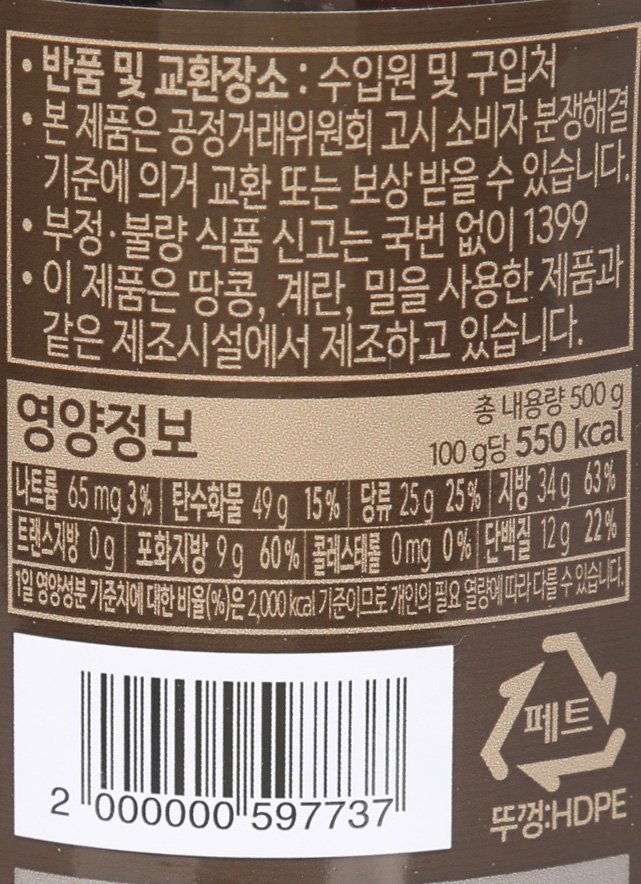 • 반품 및 교환장소 : 수입원 및 구입처
• 본 제품은 공정거래위원회 고시 소비자 분쟁해결
기준에 의거 교환 또는 보상 받을 수 있습니다.
• 부정·불량 식품 신고는 국번 없이 1399
• 이 제품은 땅콩, 계란, 밀을 사용한 제품과
같은 제조시설에서 제조하고 있습니다.
영양정보
총 내용량 500 g
100 g당 550 kcal
나트륨 65 mg 3% 탄수화물 49 g 15% 당류 25 g 25% 지방 34 g 63%
트랜스지방 0 g 포화지방 9 g 60% 콜레스테롤 0 mg 0% 단백질 12 g 22%
1일 영양성분 기준치에 대한 비율(%)은 2,000 kcal 기준이므로 개인의 필요 열량에 따라 다를 수 있습니다.
페트
뚜껑:HDPE
2 000000 597737